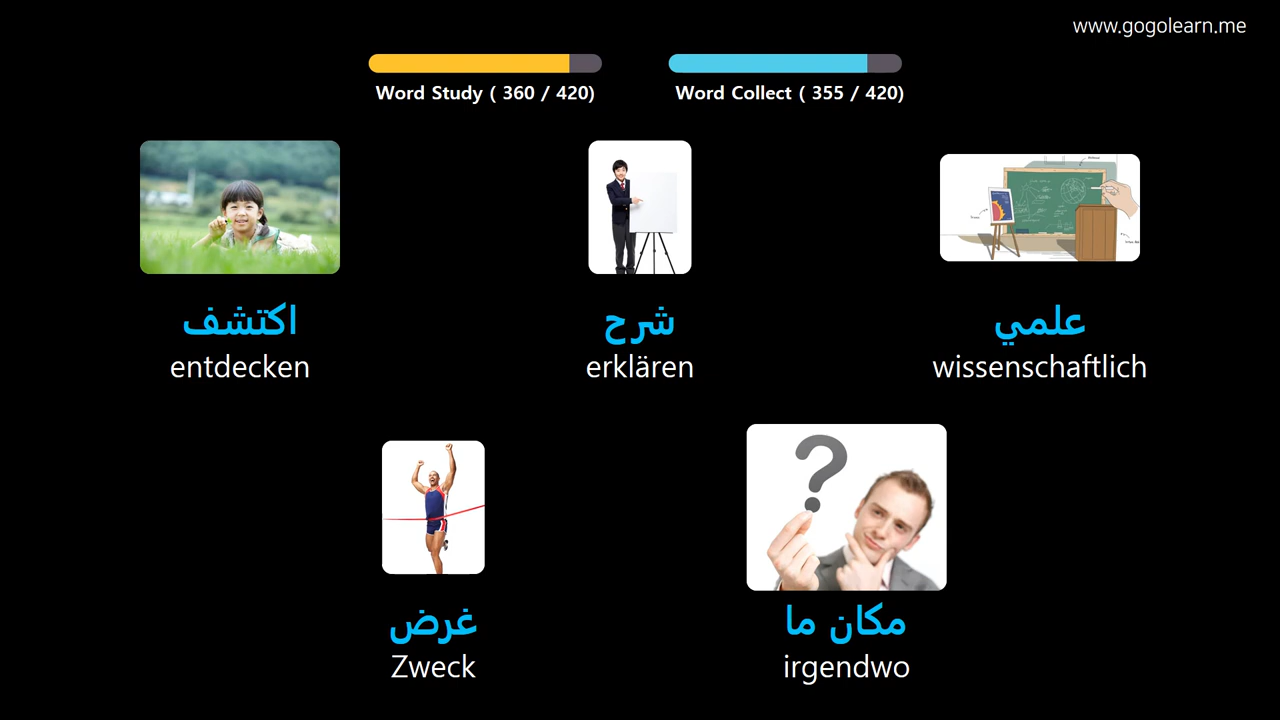 www.gogolearn.me
Word Study ( 360 / 420)
Word Collect ( 355 / 420)
اكتشف
entdecken
شرح
erklären
علمي
wissenschaftlich
غرض
Zweck
مكان ما
irgendwo